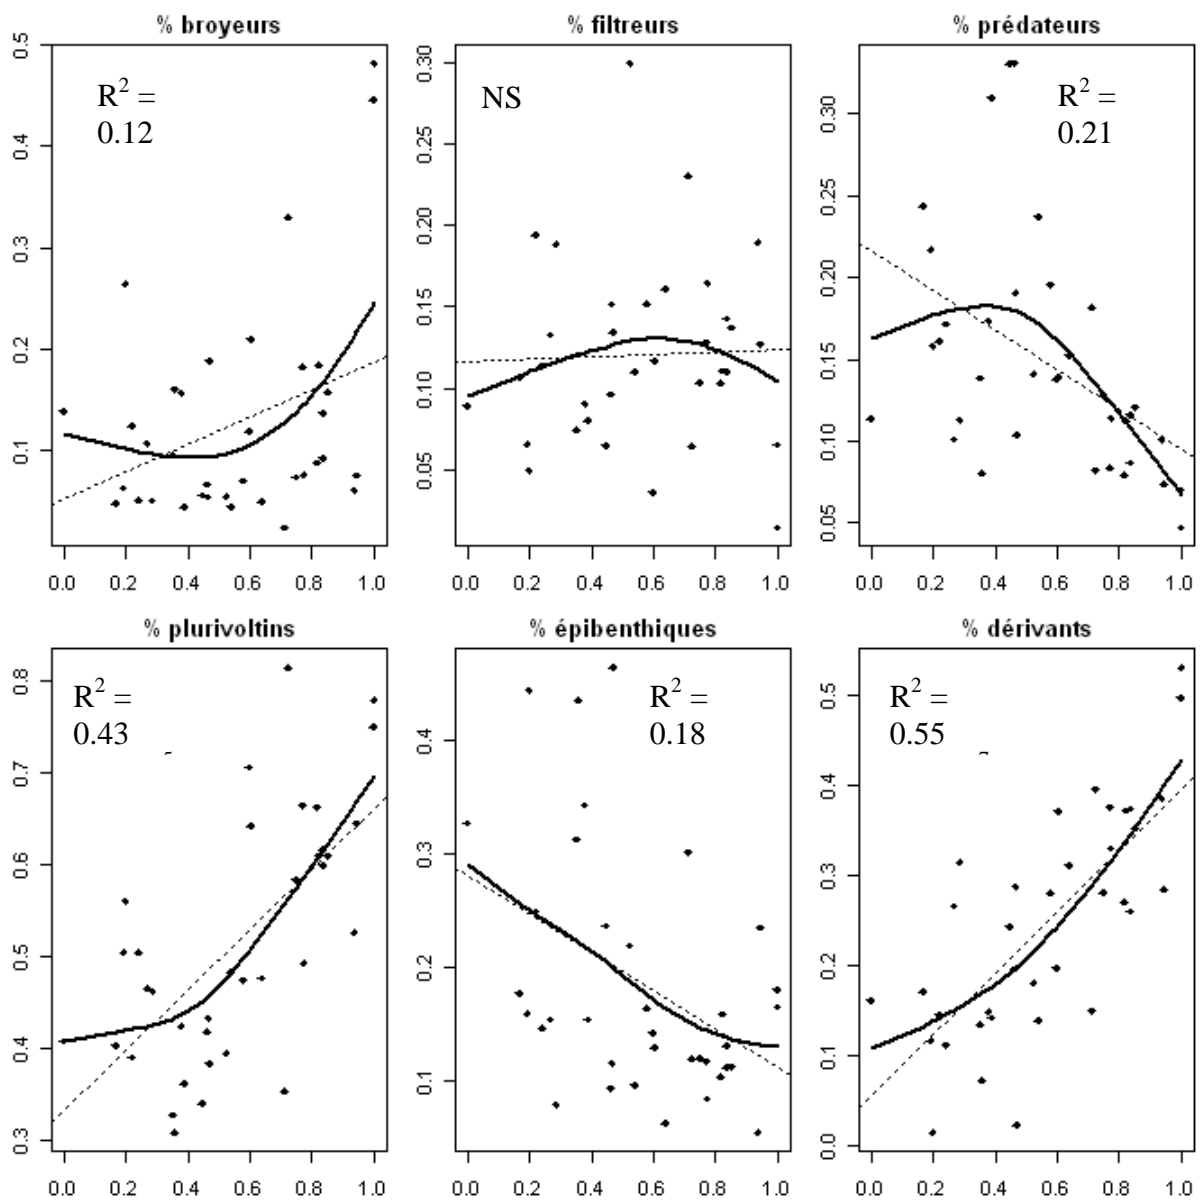 % broyeurs
% filtreurs
% prédateurs
R² =
0.12
NS
R² =
0.21
0.5
0.4
0.3
0.2
0.1
0.30
0.25
0.20
0.15
0.10
0.05
0.30
0.25
0.20
0.15
0.10
0.05
0.0 0.2 0.4 0.6 0.8 1.0
0.0 0.2 0.4 0.6 0.8 1.0
0.0 0.2 0.4 0.6 0.8 1.0
% plurivoltins
% épibenthiques
% dérivants
R² =
0.43
R² =
0.18
R² =
0.55
0.8
0.7
0.6
0.5
0.4
0.3
0.4
0.3
0.2
0.1
0.5
0.4
0.3
0.2
0.1
0.0
0.0 0.2 0.4 0.6 0.8 1.0
0.0 0.2 0.4 0.6 0.8 1.0
0.0 0.2 0.4 0.6 0.8 1.0